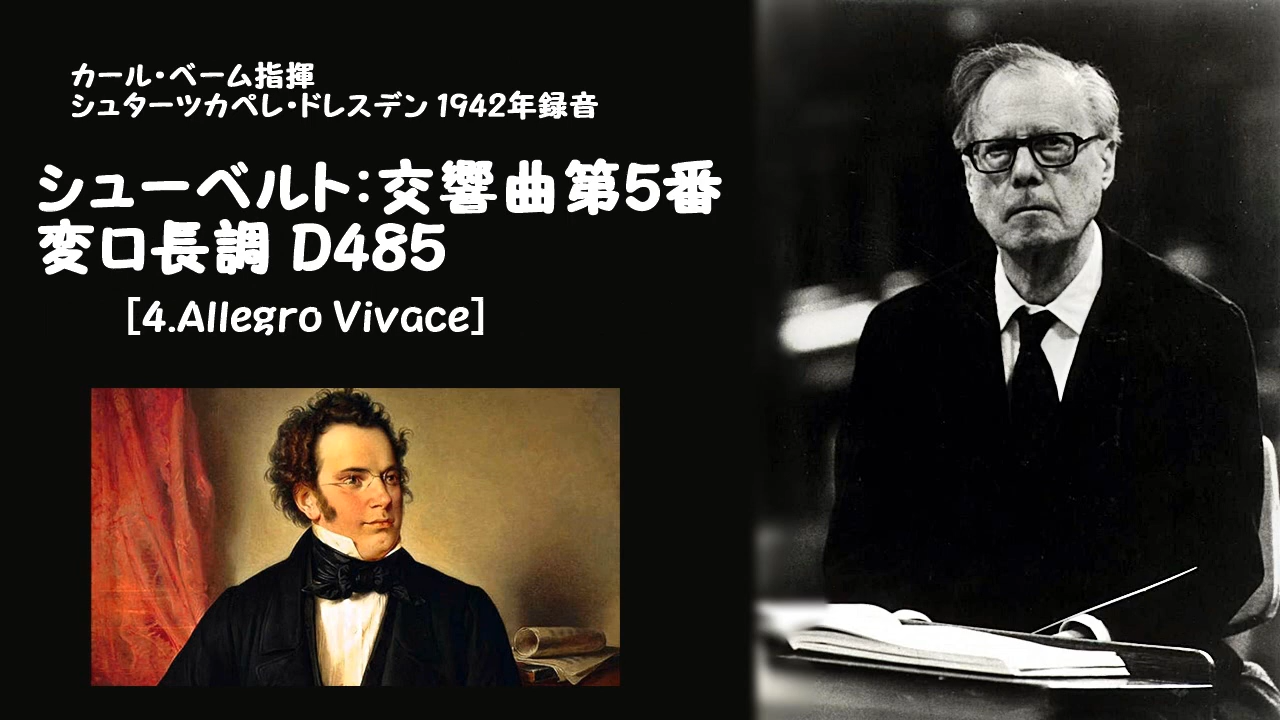 カール・ベーム指揮
シュターツカペレ・ドレスデン 1942年録音
シューベルト：交響曲第5番
変ロ長調 D485
[4.Allegro Vivace]